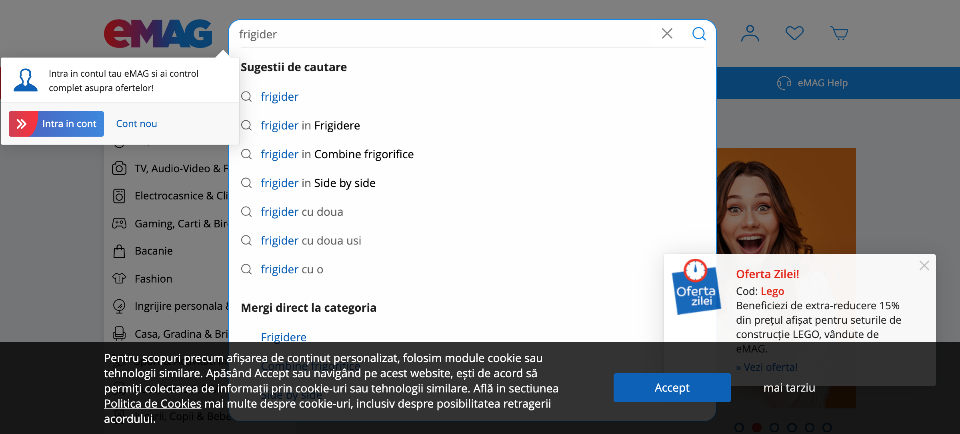 eMAG
frigider
Intra in contul tau eMAG si ai control
complet asupra ofertelor!
Intra in cont
Cont nou
Sugestii de cautare
frigider
frigider in Frigidere
frigider in Combine frigorifice
frigider in Side by side
frigider cu doua
frigider cu doua usi
frigider cu o
Mergi direct la categoria
Frigidere
Combine frigorifice
Side by side
eMAG Help
TV, Audio-Video & F
Electrocasnice & Cli
Gaming, Carti & Bir
Bacanie
Fashion
Ingrijire personala &
Casa, Gradina & Bri
Oferta
zilei
Oferta Zilei!
Cod: Lego
Beneficiezi de extra-reducere 15%
din prețul afișat pentru seturile de
construcție LEGO, vândute de
eMAG.
» Vezi oferta!
Pentru scopuri precum afișarea de conținut personalizat, folosim module cookie sau
tehnologii similare. Apăsând Accept sau navigând pe acest website, ești de acord să
permiți colectarea de informații prin cookie-uri sau tehnologii similare. Află in sectiunea
Politica de Cookies mai multe despre cookie-uri, inclusiv despre posibilitatea retragerii
acordului.
Accept
mai tarziu